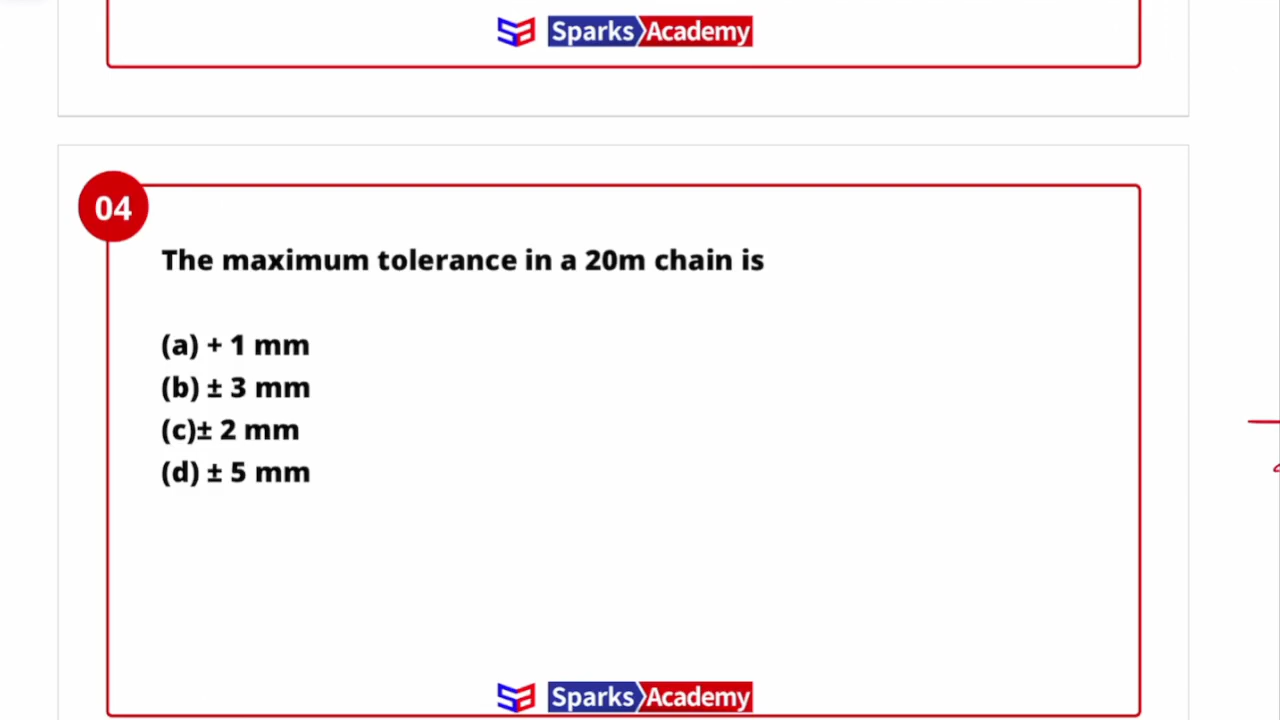 Sparks Academy
04
The maximum tolerance in a 20m chain is
(a) + 1 mm
(b) ± 3 mm
(c)± 2 mm
(d) ± 5 mm
Sparks Academy